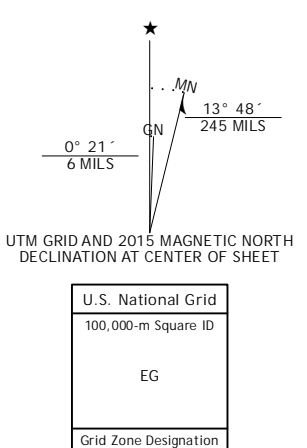 ★
MN
GN
13° 48´
245 MILS
0° 21´
6 MILS
UTM GRID AND 2015 MAGNETIC NORTH
DECLINATION AT CENTER OF SHEET
U.S. National Grid
100,000-m Square ID
EG
Grid Zone Designation